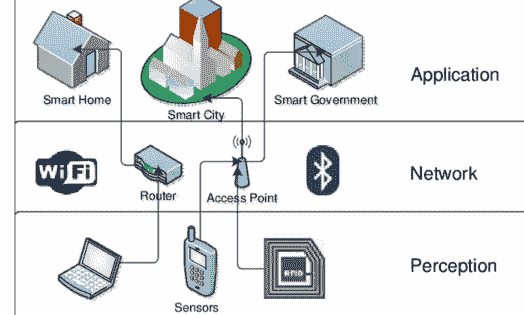 Smart Home
Smart City
Smart Government
Application
WiFi
Router
Access Point
Network
RFID
Sensors
Perception